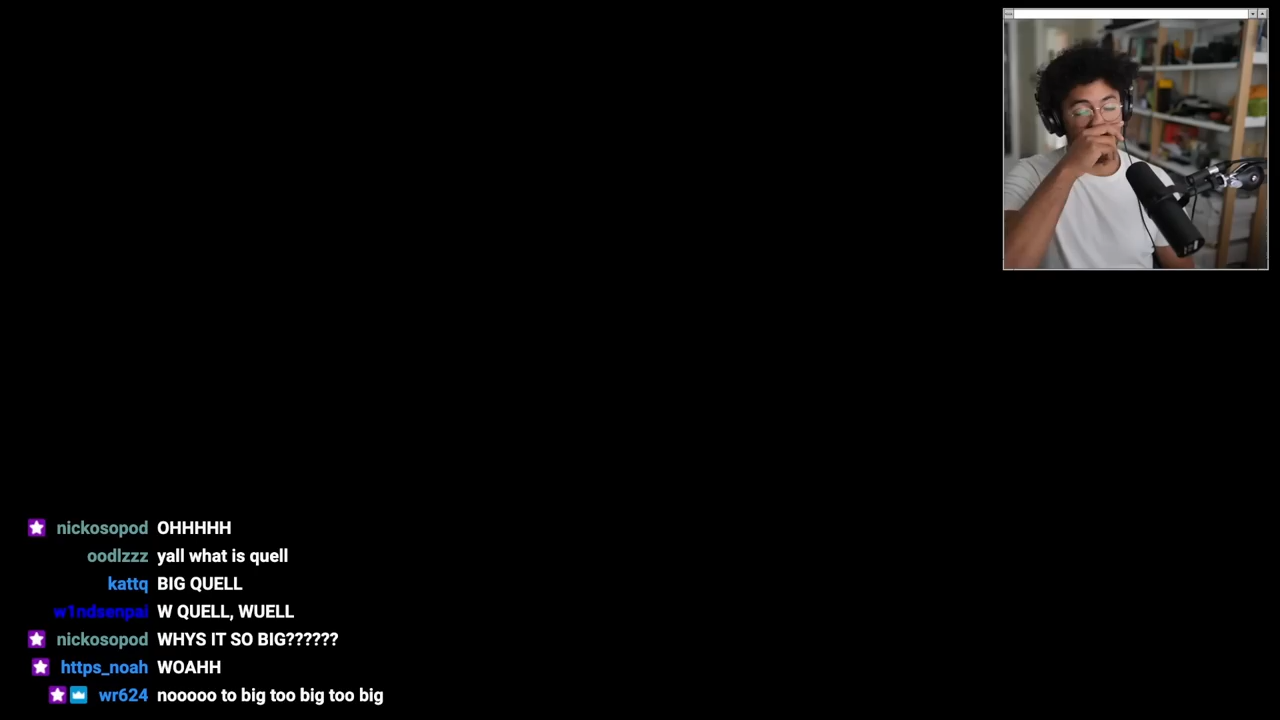 nickosopod OHHHHH
oodlzzz yall what is quell
kattq BIG QUELL
w1ndsenpai W QUELL, WUELL
nickosopod WHYS IT SO BIG??????
https_noah WOAHH
wr624 nooooo to big too big too big